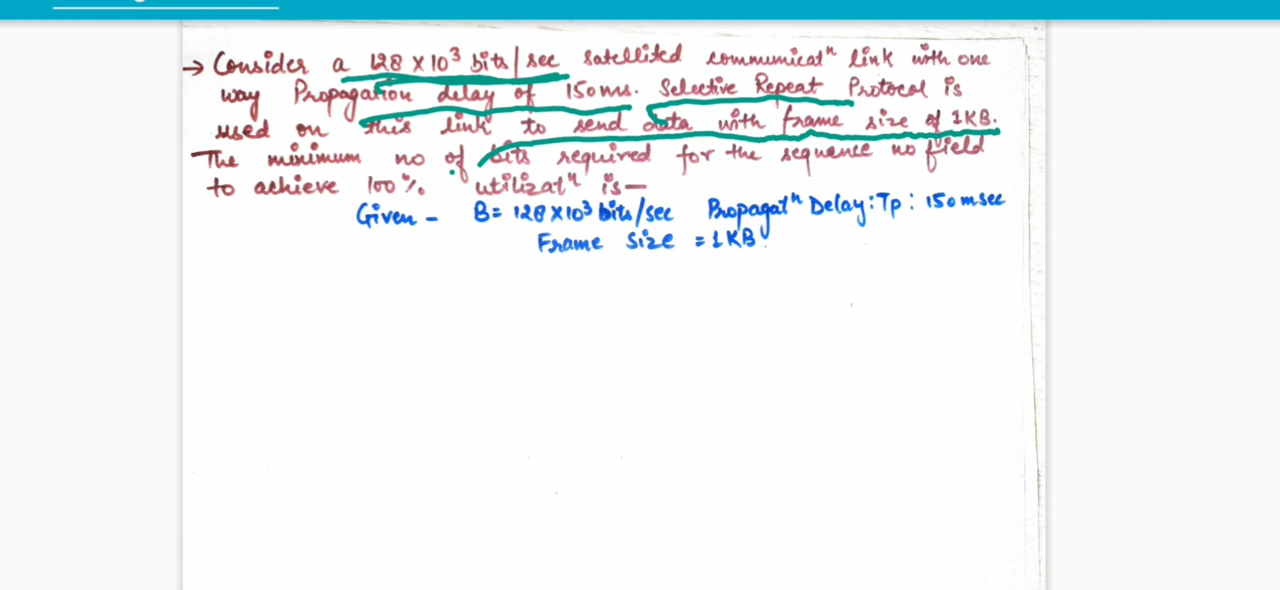 → Consider a 128 × 10³ bits/sec satellited communicatⁿ link with one
way Propagation delay of 150 ms. Selective Repeat Protocol is
used on this link to send data with frame size of 1KB.
The minimum no of bits required for the sequence no field
to achieve 100% utilizatⁿ is—
Given - B= 128×10³ bits/sec Propagatⁿ Delay: Tp: 150 msec
Frame Size = 1KB.